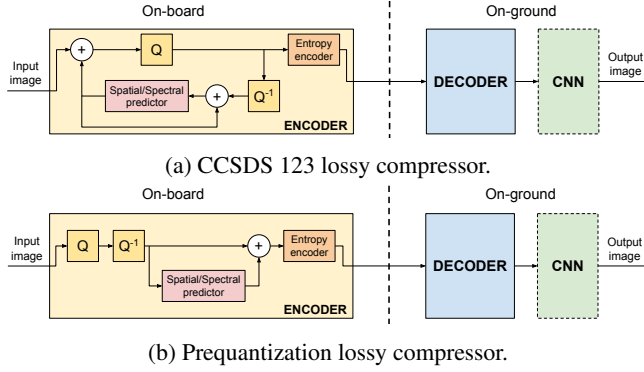 On-board
On-ground
Input
image
+
Q
Entropy
encoder
Spatial/Spectral
predictor
+
Q-1
ENCODER
DECODER
CNN
Output
image
(a) CCSDS 123 lossy compressor.
On-board
On-ground
Input
image
Q
Q-1
+
Entropy
encoder
Spatial/Spectral
predictor
ENCODER
DECODER
CNN
Output
image
(b) Prequantization lossy compressor.